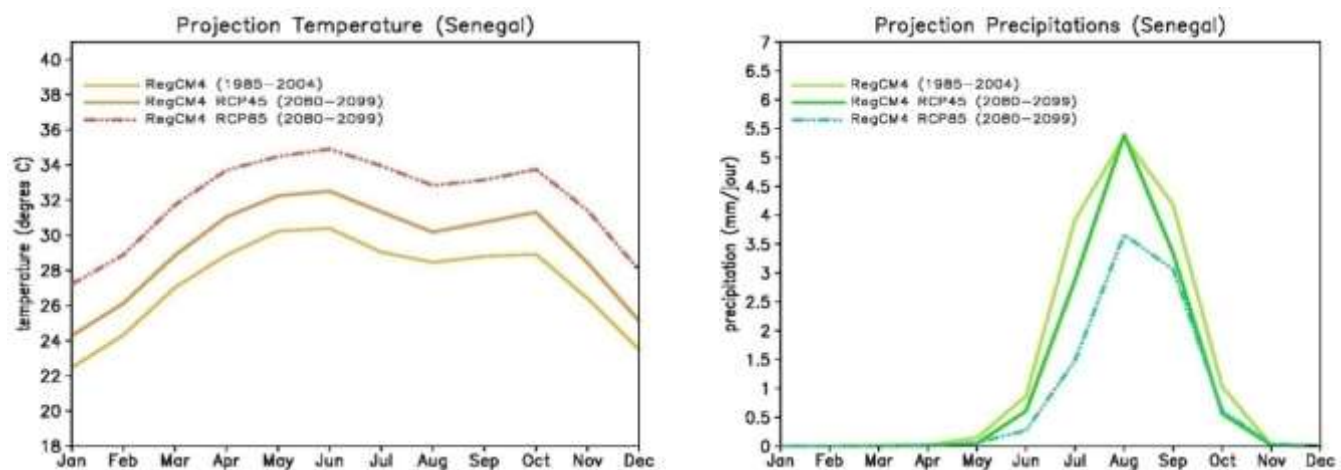 Projection Temperature (Senegal)
RegCM4 (1985-2004)
RegCM4 RCP45 (2080-2099)
RegCM4 RCP85 (2080-2099)
temperature (degres C)
40
38
36
34
32
30
28
26
24
22
20
18
Jan Feb Mar Apr May Jun Jul Aug Sep Oct Nov Dec
Projection Precipitations (Senegal)
RegCM4 (1985-2004)
RegCM4 RCP45 (2080-2099)
RegCM4 RCP85 (2080-2099)
precipitation (mm/jour)
7
6.5
6
5.5
5
4.5
4
3.5
3
2.5
2
1.5
1
0.5
0
Jan Feb Mar Apr May Jun Jul Aug Sep Oct Nov Dec